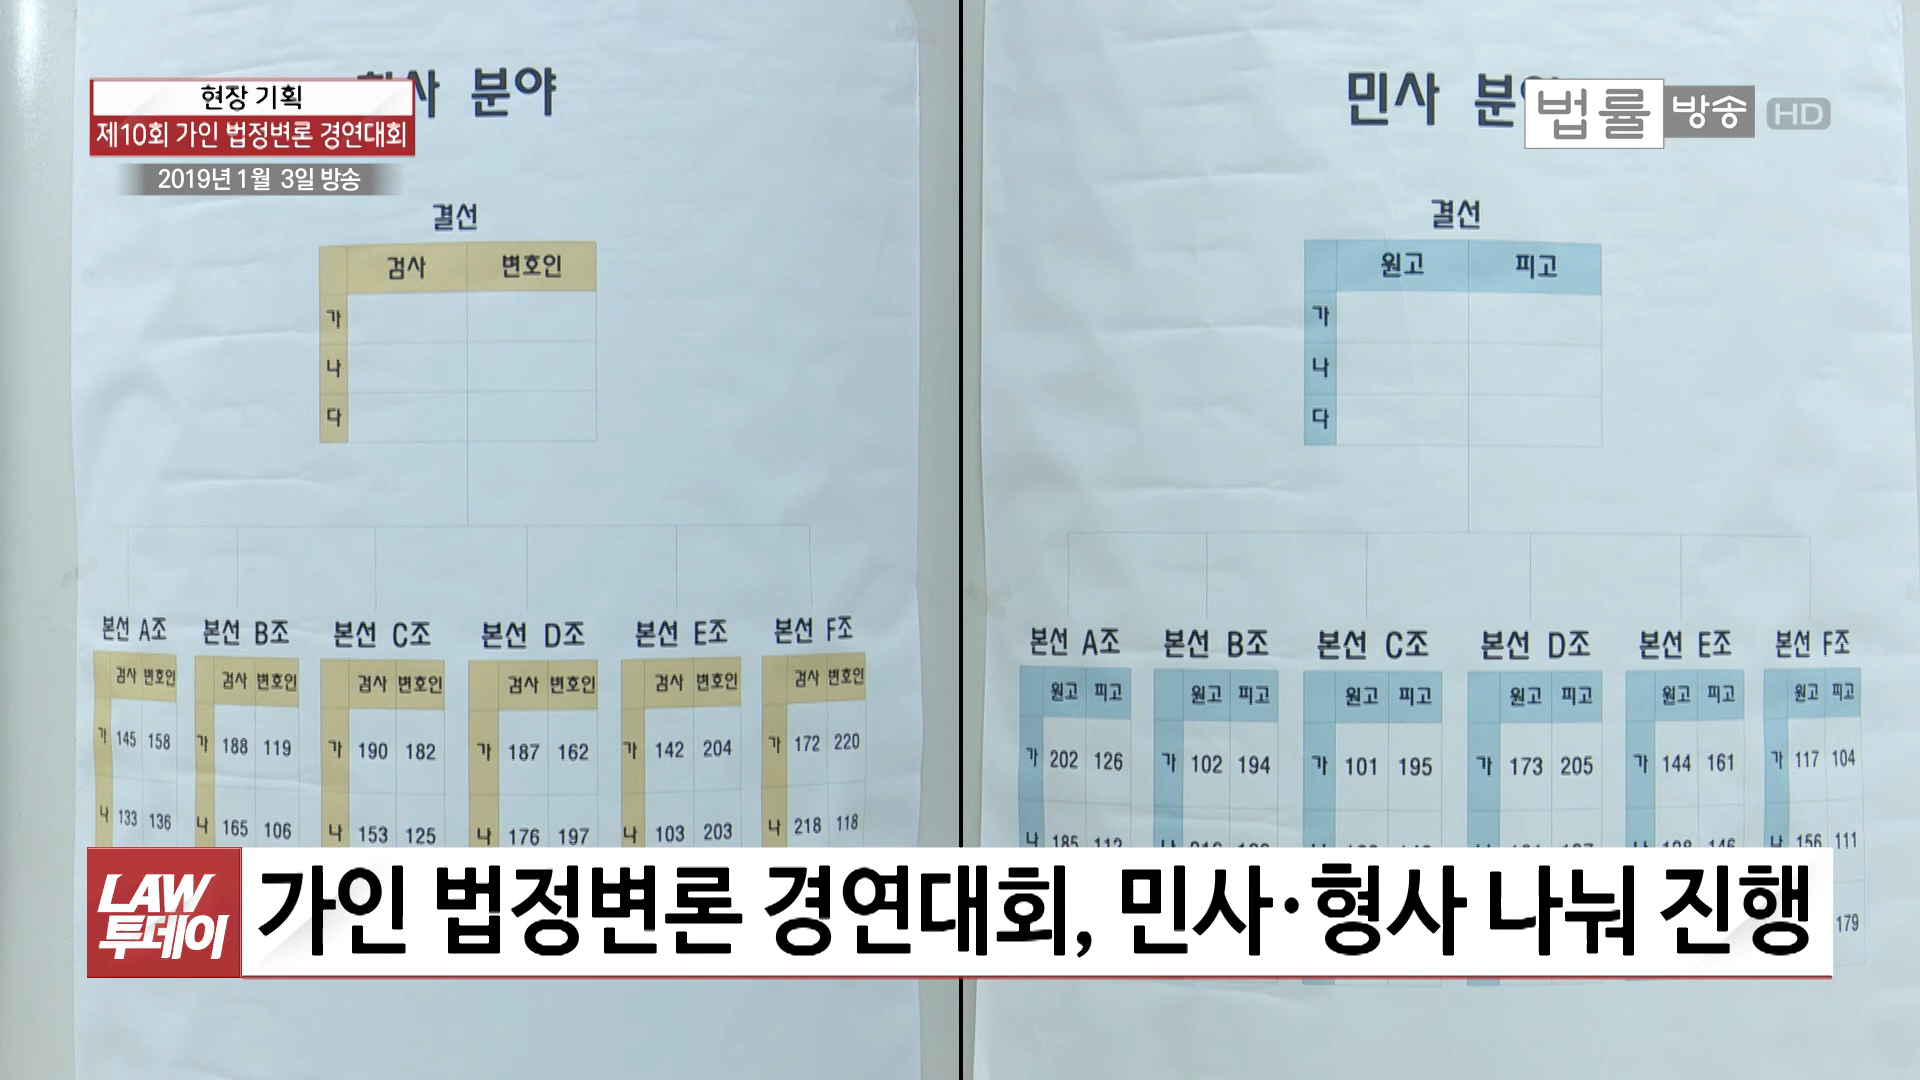 현장 기획
제10회 가인 법정변론 경연대회
2019년 1월 3일 방송
법률방송 HD
사 분야
결선
검사 변호인
가
나
다
본선 A조 본선 B조 본선 C조 본선 D조 본선 E조 본선 F조
검사 변호인 검사 변호인 검사 변호인 검사 변호인 검사 변호인 검사 변호인
가 145 158 가 188 119 가 190 182 가 187 162 가 142 204 가 172 220
나 133 136 나 165 106 나 153 125 나 176 197 나 103 203 나 218 118
민사
결선
원고 피고
가
나
다
본선 A조 본선 B조 본선 C조 본선 D조 본선 E조 본선 F조
원고 피고 원고 피고 원고 피고 원고 피고 원고 피고 원고 피고
가 202 126 가 102 194 가 101 195 가 173 205 가 144 161 가 117 104
나 185 112 나 156 111
179
LAW 투데이
가인 법정변론 경연대회, 민사·형사 나눠 진행